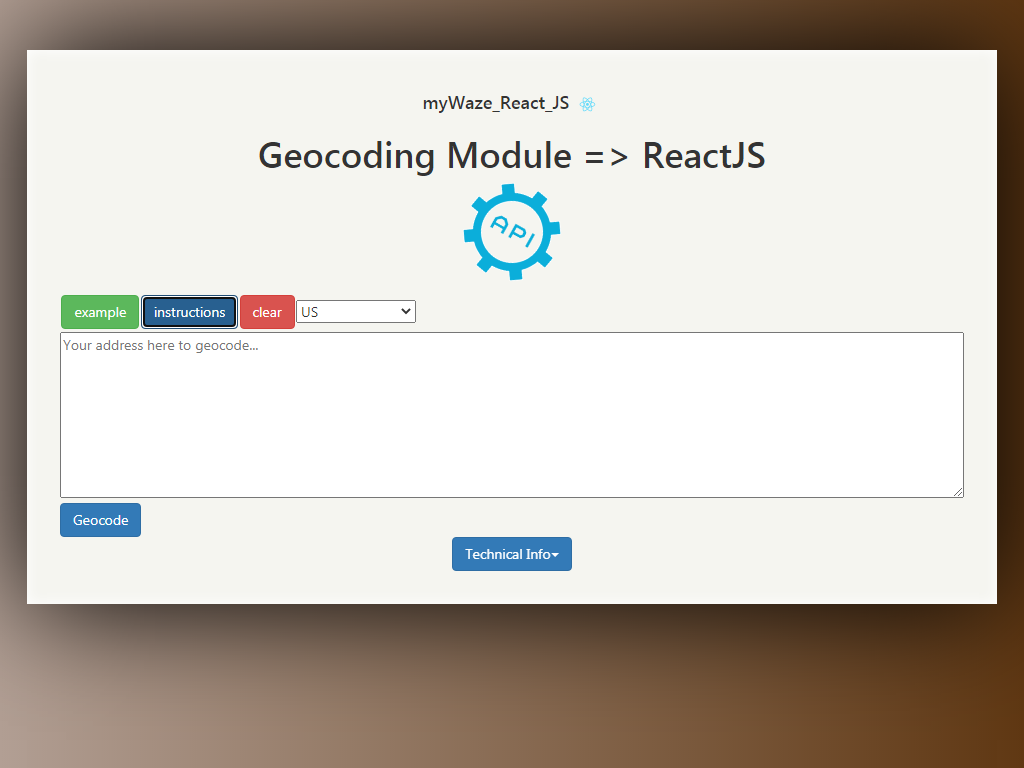 myWaze_React_JS
Geocoding Module => ReactJS
API
example instructions clear US
Your address here to geocode...
Geocode
Technical Info